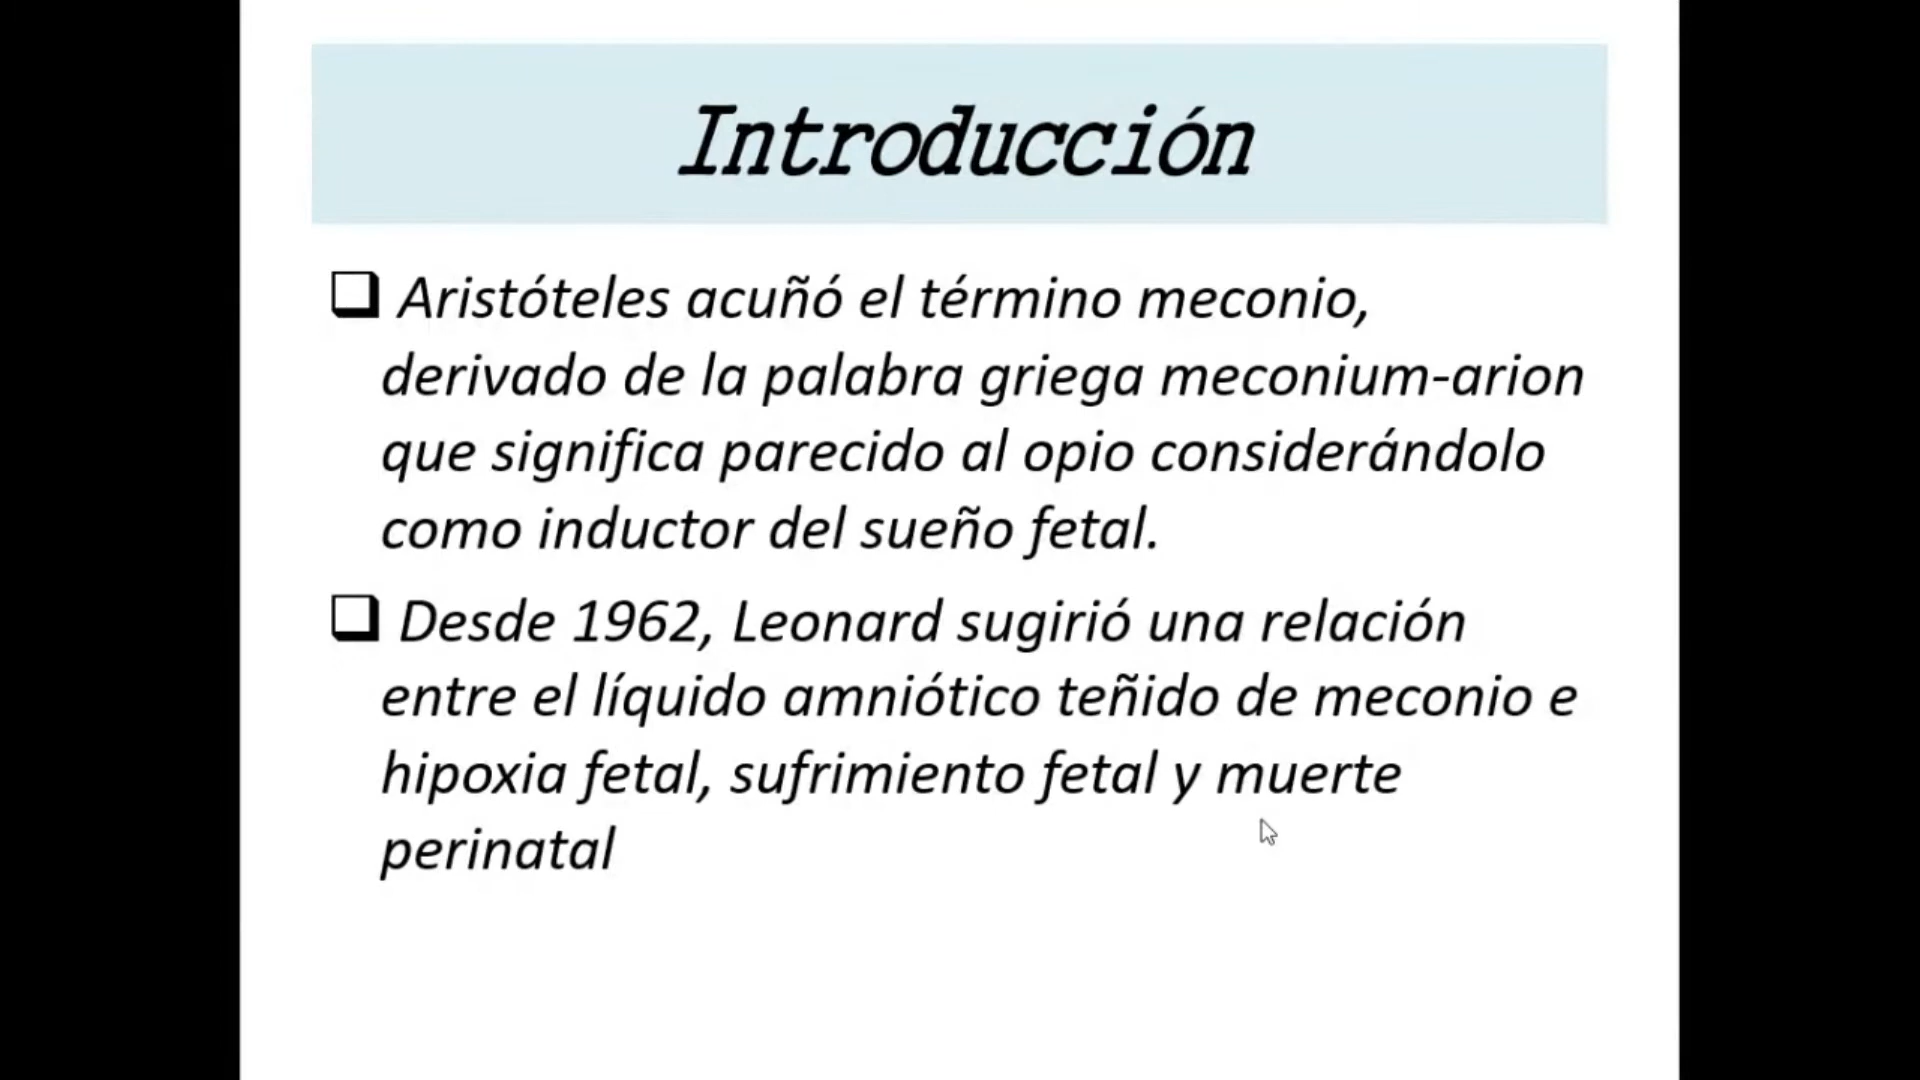 Introducción
❑ Aristóteles acuñó el término meconio,
derivado de la palabra griega meconium-arion
que significa parecido al opio considerándolo
como inductor del sueño fetal.
❑ Desde 1962, Leonard sugirió una relación
entre el líquido amniótico teñido de meconio e
hipoxia fetal, sufrimiento fetal y muerte
perinatal